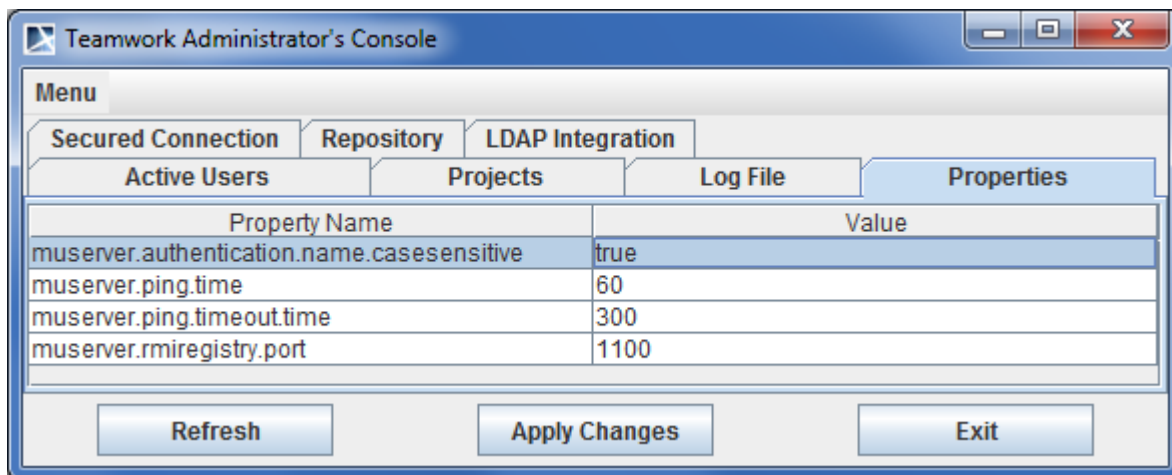 Teamwork Administrator's Console
Menu
Secured Connection Repository LDAP Integration
Active Users Projects Log File Properties
Property Name Value
muserver.authentication.name.casesensitive true
muserver.ping.time 60
muserver.ping.timeout.time 300
muserver.rmiregistry.port 1100
Refresh Apply Changes Exit